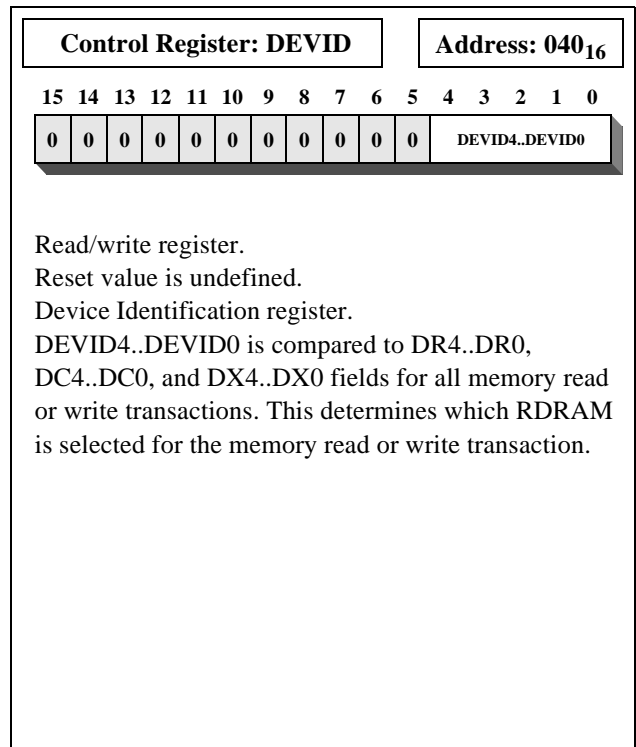 Control Register: DEVID Address: 040₁₆
15 14 13 12 11 10 9 8 7 6 5 4 3 2 1 0
0 0 0 0 0 0 0 0 0 0 0 DEVID4..DEVID0
Read/write register.
Reset value is undefined.
Device Identification register.
DEVID4..DEVID0 is compared to DR4..DR0,
DC4..DC0, and DX4..DX0 fields for all memory read
or write transactions. This determines which RDRAM
is selected for the memory read or write transaction.